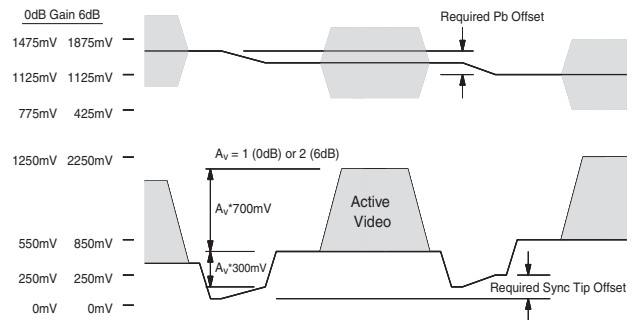 0dB Gain 6dB
1475mV 1875mV
1125mV 1125mV
775mV 425mV
Required Pb Offset
1250mV 2250mV
Av = 1 (0dB) or 2 (6dB)
Av*700mV
Active
Video
550mV 850mV
Av*300mV
250mV 250mV
Required Sync Tip Offset
0mV 0mV